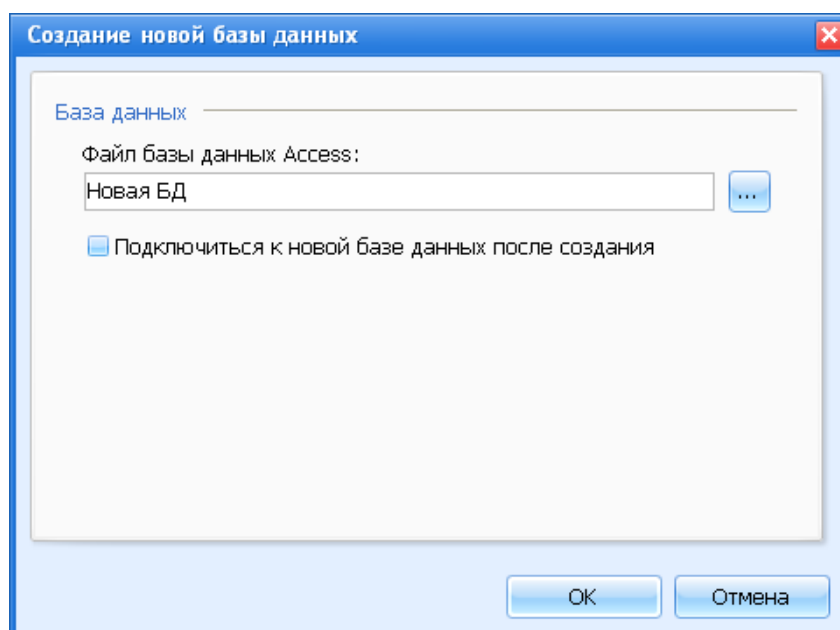 Создание новой базы данных
База данных
Файл базы данных Access:
Новая БД
...
Подключиться к новой базе данных после создания
ОК
Отмена